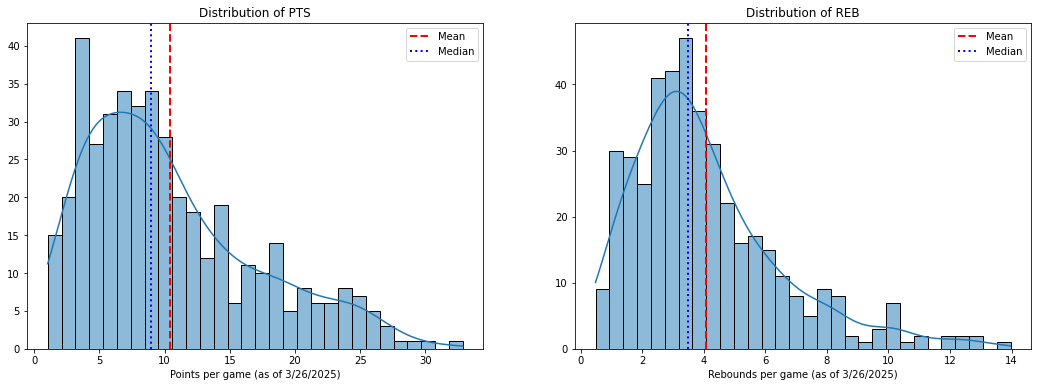 Distribution of PTS
Mean
Median
40
35
30
25
20
15
10
5
0
0 5 10 15 20 25 30
Points per game (as of 3/26/2025)
Distribution of REB
Mean
Median
40
30
20
10
0
0 2 4 6 8 10 12 14
Rebounds per game (as of 3/26/2025)